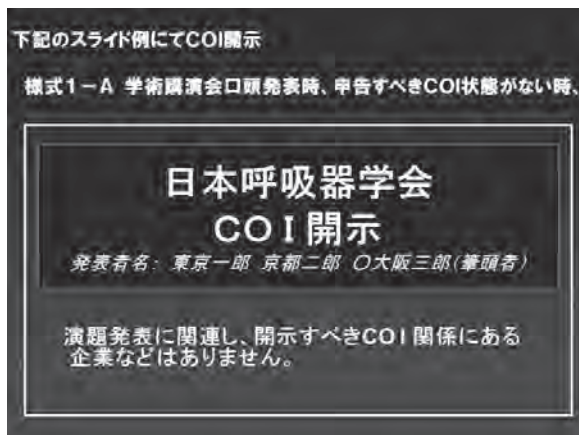 下記のスライド例にてCOI開示
様式1-A 学術講演会口頭発表時、申告すべきCOI状態がない時、
日本呼吸器学会
COI開示
発表者名: 東京一郎 京都二郎 〇大阪三郎(筆頭者)
演題発表に関連し、開示すべきCOI関係にある
企業などはありません。